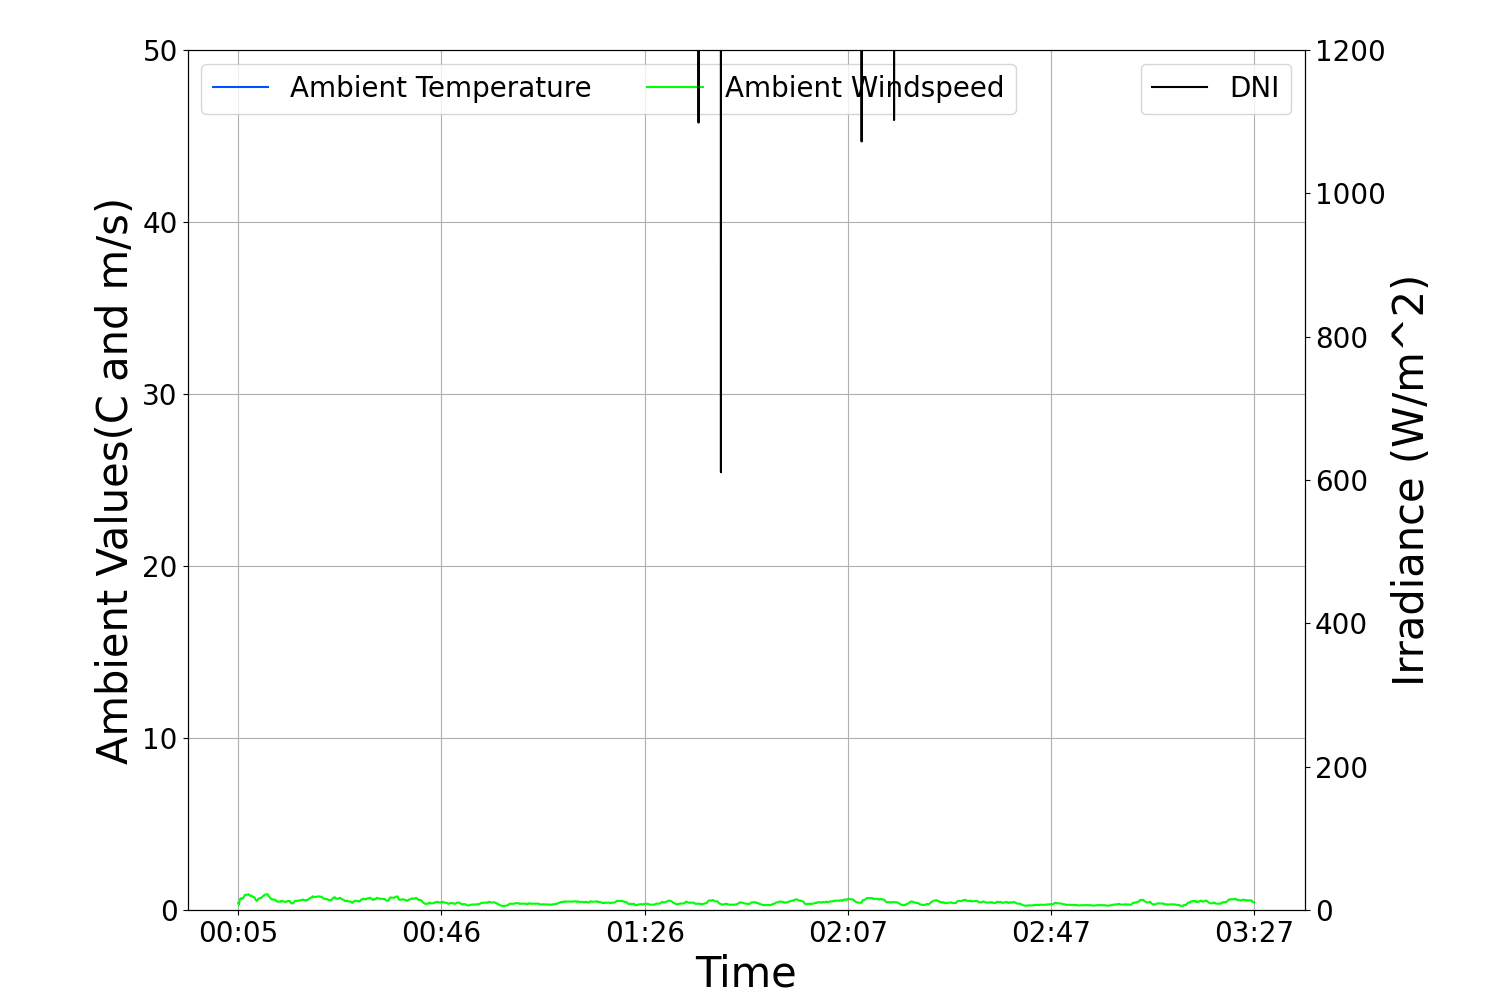 Ambient Temperature Ambient Windspeed DNI
50
40
30
20
10
0
Ambient Values(C and m/s)
1200
1000
800
600
400
200
0
Irradiance (W/m^2)
00:05 00:46 01:26 02:07 02:47 03:27
Time